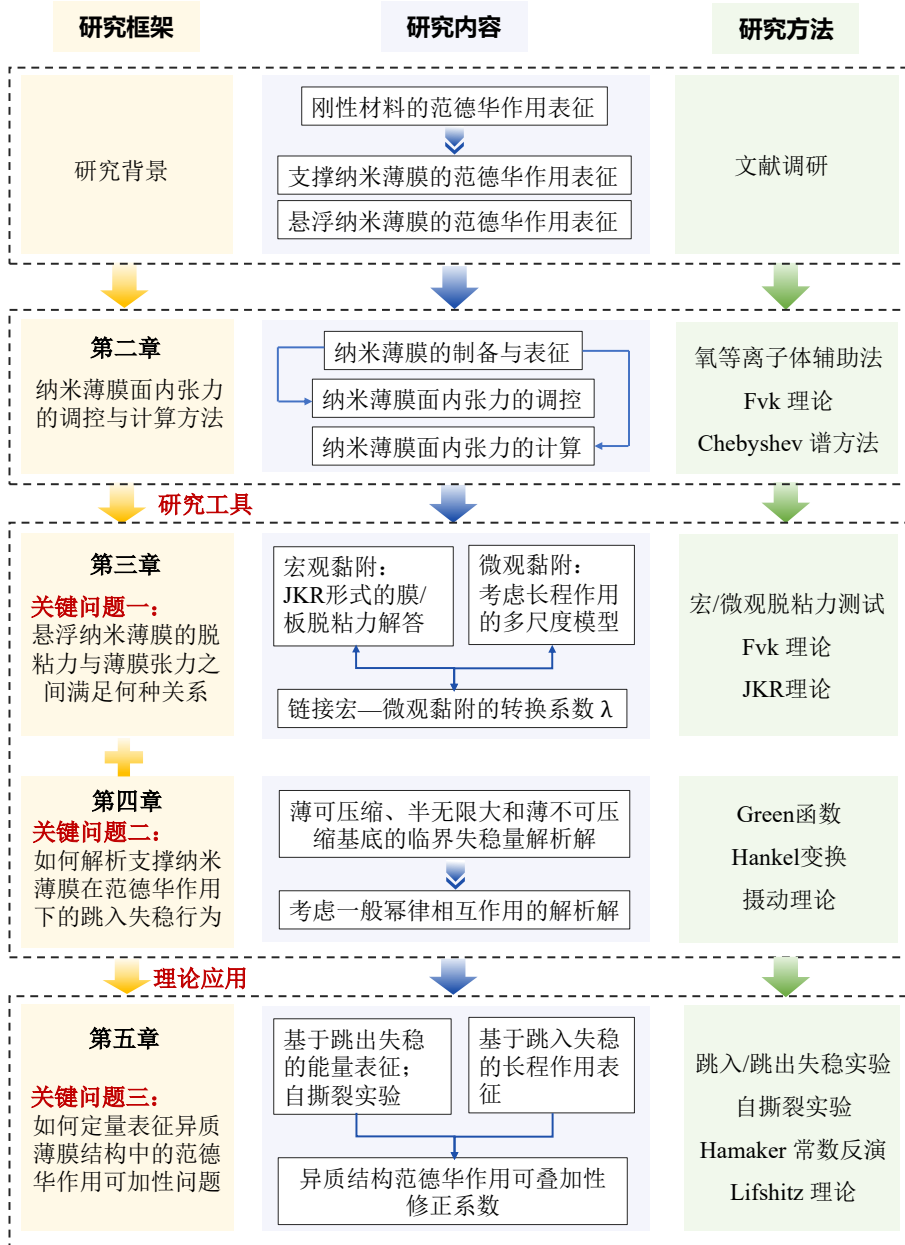 研究框架
研究内容
研究方法
研究背景
刚性材料的范德华作用表征
支撑纳米薄膜的范德华作用表征
悬浮纳米薄膜的范德华作用表征
文献调研
第二章
纳米薄膜面内张力
的调控与计算方法
纳米薄膜的制备与表征
纳米薄膜面内张力的调控
纳米薄膜面内张力的计算
氧等离子体辅助法
Fvk 理论
Chebyshev 谱方法
研究工具
第三章
关键问题一：
悬浮纳米薄膜的脱
粘力与薄膜张力之
间满足何种关系
宏观黏附：
JKR形式的膜/
板脱粘力解答
微观黏附：
考虑长程作用
的多尺度模型
链接宏—微观黏附的转换系数 λ
宏/微观脱粘力测试
Fvk 理论
JKR理论
第四章
关键问题二：
如何解析支撑纳米
薄膜在范德华作用
下的跳入失稳行为
薄可压缩、半无限大和薄不可压
缩基底的临界失稳量解析解
考虑一般幂律相互作用的解析解
Green函数
Hankel变换
摄动理论
理论应用
第五章
关键问题三：
如何定量表征异质
薄膜结构中的范德
华作用可加性问题
基于跳出失稳
的能量表征；
自撕裂实验
基于跳入失稳
的长程作用表
征
异质结构范德华作用可叠加性
修正系数
跳入/跳出失稳实验
自撕裂实验
Hamaker 常数反演
Lifshitz 理论